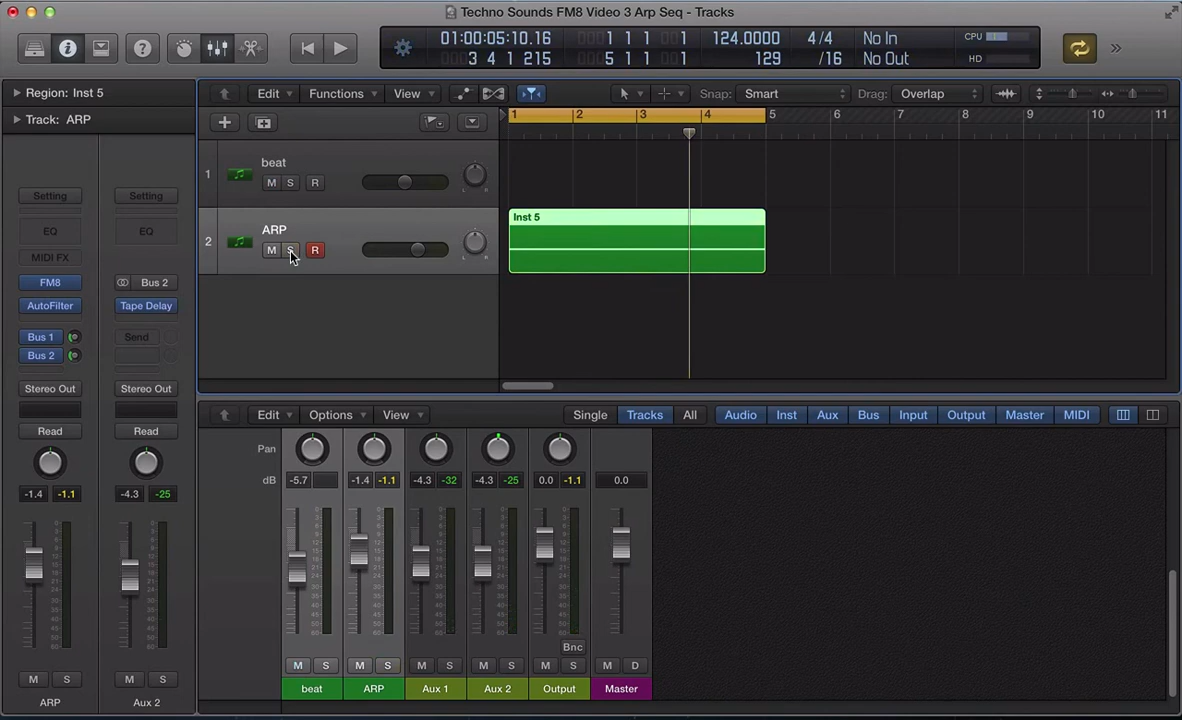 Techno Sounds FM8 Video 3 Arp Seq - Tracks
01:00:05:10.16 1 1 1 1 124.0000 4/4 No In CPU
3 4 1 215 5 1 1 1 129 /16 No Out HD
Region: Inst 5
Track: ARP
Edit Functions View Snap: Smart Drag: Overlap
1 2 3 4 5 6 7 8 9 10 11
1 beat
M S R L R
2 ARP
M S R L R
Inst 5
Setting Setting
EQ EQ
MIDI FX
FM8 Bus 2
AutoFilter Tape Delay
Bus 1 Send
Bus 2
Stereo Out Stereo Out
Read Read
-1.4 -1.1 -4.3 -25
M S M S
ARP Aux 2
Edit Options View Single Tracks All Audio Inst Aux Bus Input Output Master MIDI
Pan
dB -5.7 -1.4 -1.1 -4.3 -32 -4.3 -25 0.0 -1.1 0.0
Bnc
M S M S M S M S M S M D
beat ARP Aux 1 Aux 2 Output Master